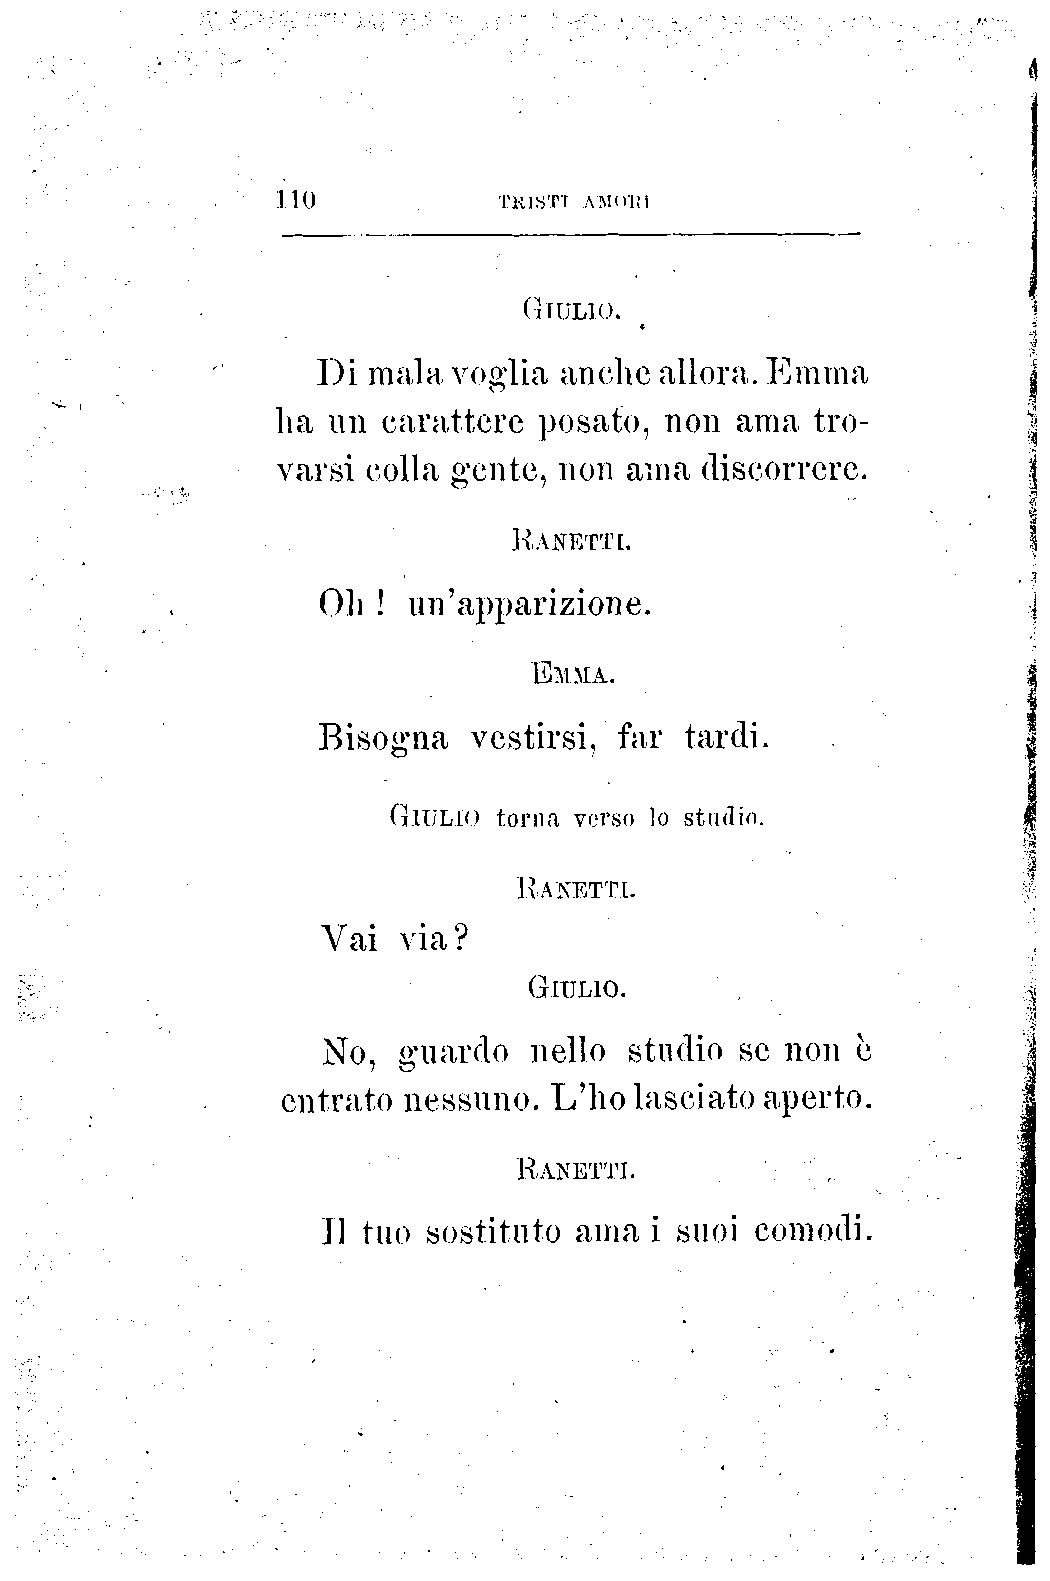 110 TRISTI AMORI
GIULIO.
Di mala voglia anche allora. Emma
ha un carattere posato, non ama tro-
varsi colla gente, non ama discorrere.
RANETTI.
Oh! un'apparizione.
EMMA.
Bisogna vestirsi, far tardi.
GIULIO torna verso lo studio.
RANETTI.
Vai via?
GIULIO.
No, guardo nello studio se non è
entrato nessuno. L'ho lasciato aperto.
RANETTI.
Il tuo sostituto ama i suoi comodi.